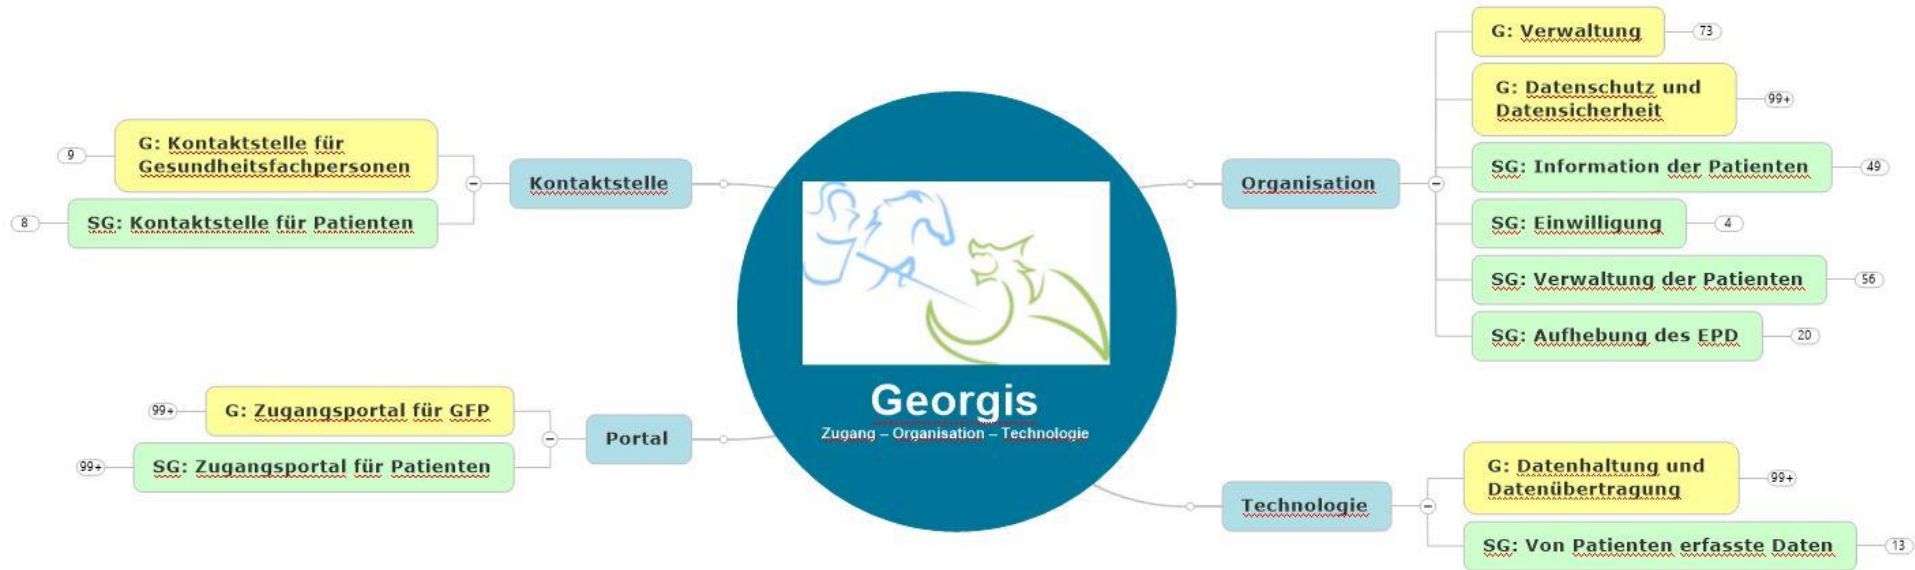 9
G: Kontaktstelle für
Gesundheitsfachpersonen
8
SG: Kontaktstelle für Patienten
Kontaktstelle
99+
G: Zugangsportal für GFP
99+
SG: Zugangsportal für Patienten
Portal
Georgis
Zugang – Organisation – Technologie
Organisation
G: Verwaltung
73
G: Datenschutz und
Datensicherheit
99+
SG: Information der Patienten
49
SG: Einwilligung
4
SG: Verwaltung der Patienten
56
SG: Aufhebung des EPD
20
Technologie
G: Datenhaltung und
Datenübertragung
99+
SG: Von Patienten erfasste Daten
13